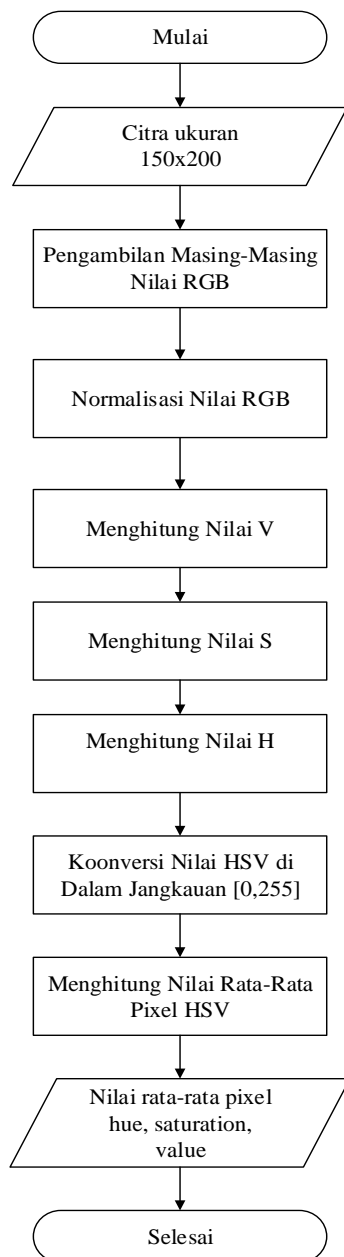 Mulai
Citra ukuran
150x200
Pengambilan Masing-Masing
Nilai RGB
Normalisasi Nilai RGB
Menghitung Nilai V
Menghitung Nilai S
Menghitung Nilai H
Koonversi Nilai HSV di
Dalam Jangkauan [0,255]
Menghitung Nilai Rata-Rata
Pixel HSV
Nilai rata-rata pixel
hue, saturation,
value
Selesai